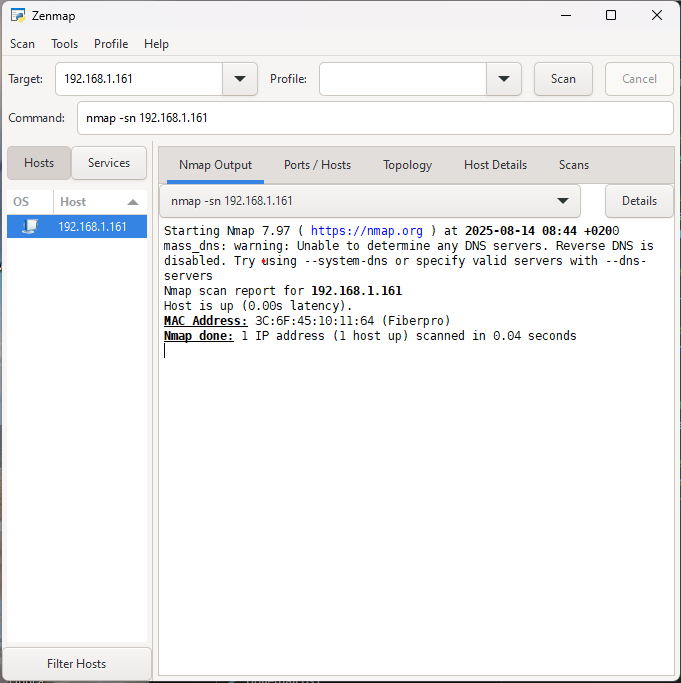 Zenmap
Scan Tools Profile Help
Target: 192.168.1.161 Profile: Scan Cancel
Command: nmap -sn 192.168.1.161
Hosts Services
Nmap Output Ports / Hosts Topology Host Details Scans
OS Host
nmap -sn 192.168.1.161 Details
192.168.1.161
Starting Nmap 7.97 ( https://nmap.org ) at 2025-08-14 08:44 +0200
mass_dns: warning: Unable to determine any DNS servers. Reverse DNS is
disabled. Try using --system-dns or specify valid servers with --dns-
servers
Nmap scan report for 192.168.1.161
Host is up (0.00s latency).
MAC Address: 3C:6F:45:10:11:64 (Fiberpro)
Nmap done: 1 IP address (1 host up) scanned in 0.04 seconds
Filter Hosts